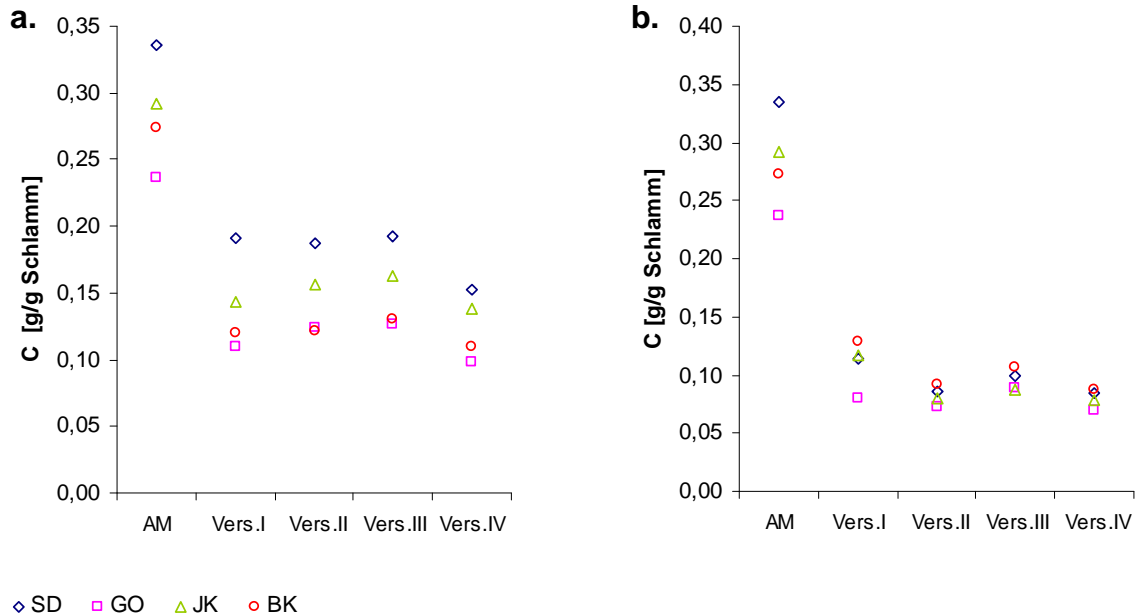 a.
C [g/g Schlamm]
0,35
0,30
0,25
0,20
0,15
0,10
0,05
0,00
AM Vers.I Vers.II Vers.III Vers.IV
b.
C [g/g Schlamm]
0,40
0,35
0,30
0,25
0,20
0,15
0,10
0,05
0,00
AM Vers.I Vers.II Vers.III Vers.IV
SD GO JK BK